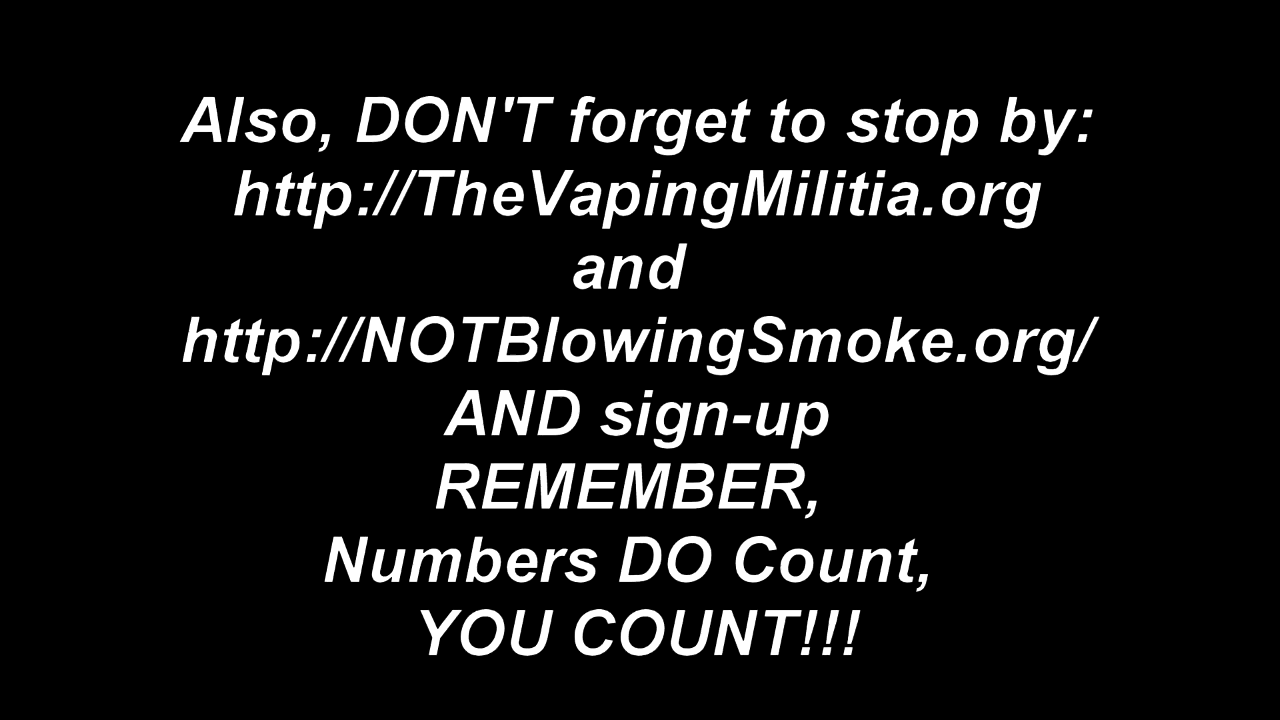 Also, DON'T forget to stop by:
http://TheVapingMilitia.org
and
http://NOTBlowingSmoke.org/
AND sign-up
REMEMBER,
Numbers DO Count,
YOU COUNT!!!